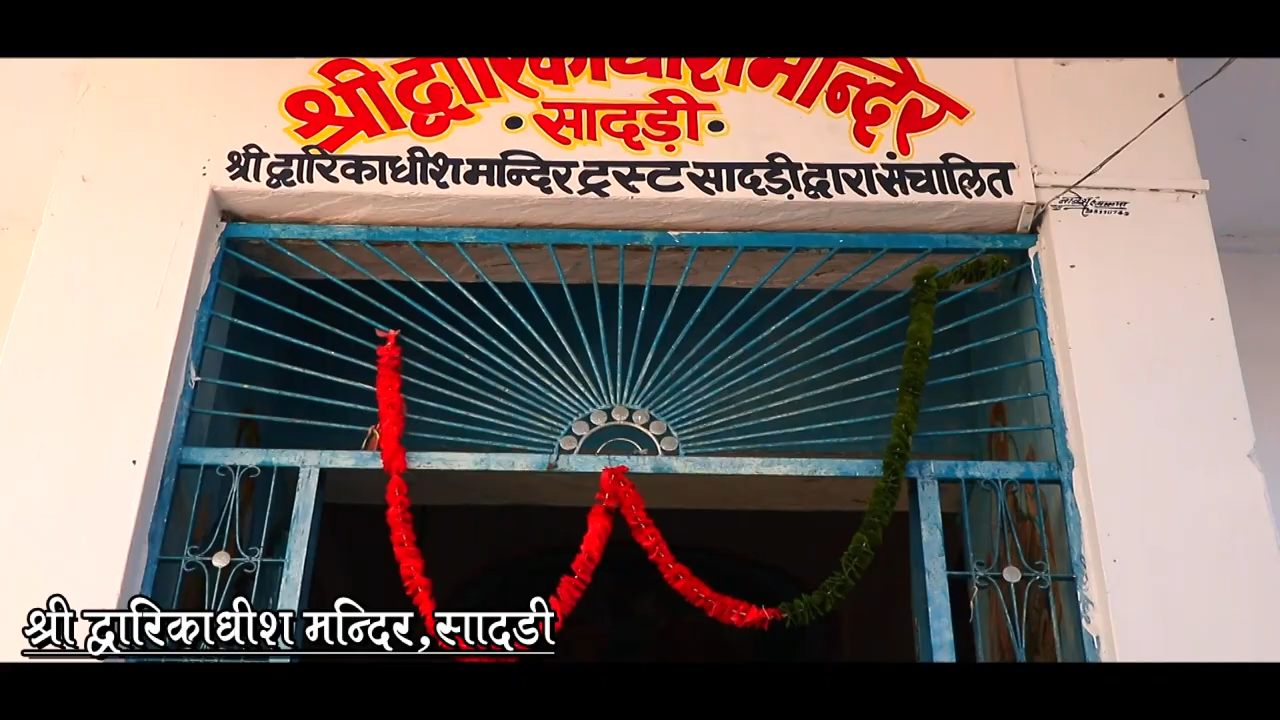 श्री द्वारिकाधीश मन्दिर
• सादड़ी •
श्री द्वारिकाधीश मन्दिर ट्रस्ट सादड़ी द्वारा संचालित
श्री द्वारिकाधीश मन्दिर,सादडी